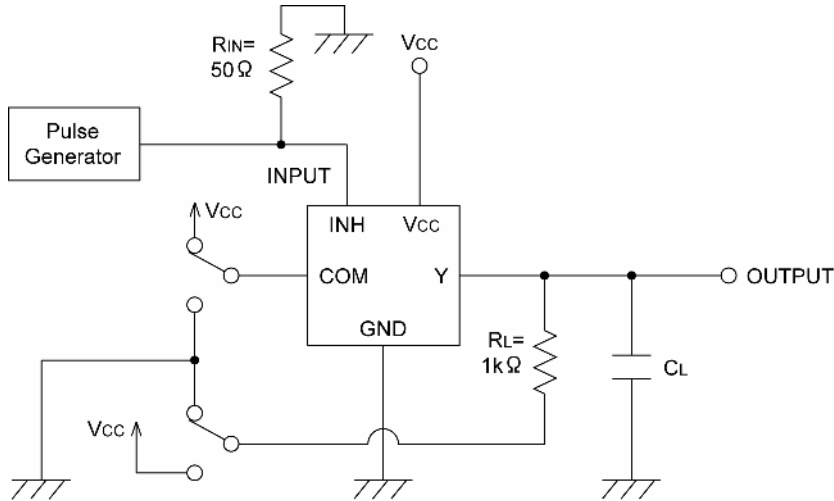 RIN=
50Ω
VCC
Pulse
Generator
INPUT
VCC
INH
VCC
COM
Y
OUTPUT
GND
RL=
1kΩ
CL
VCC